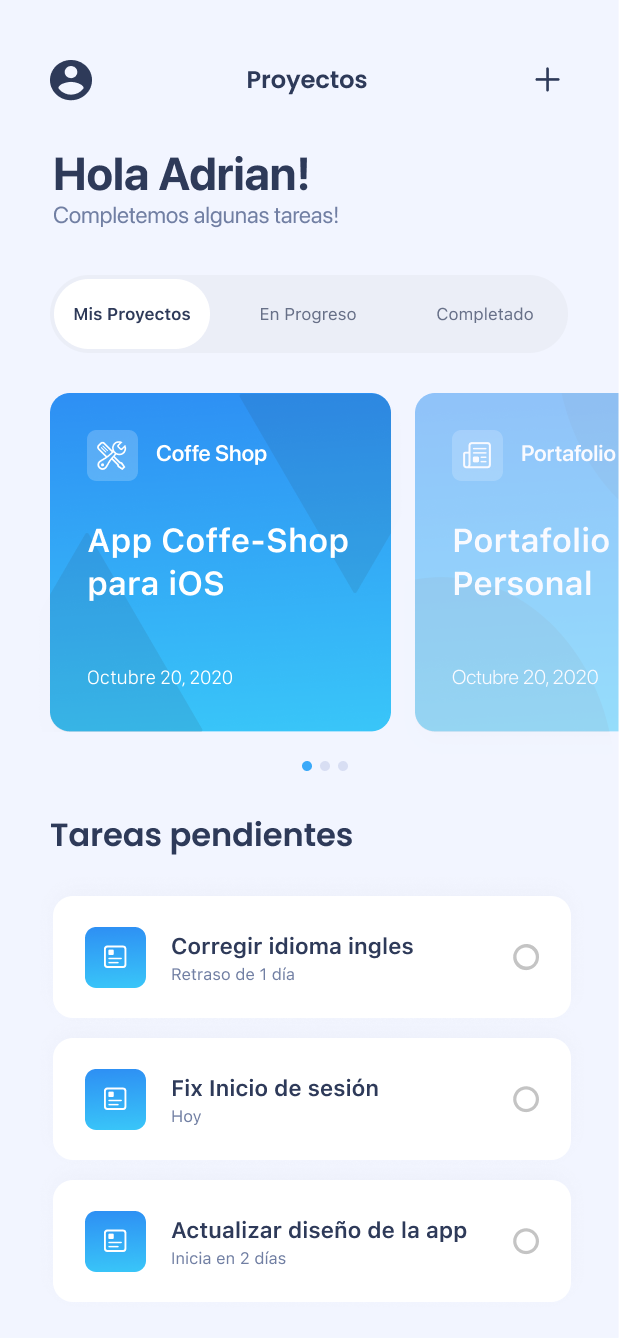 Proyectos
Hola Adrian!
Completemos algunas tareas!
Mis Proyectos
En Progreso
Completado
Coffe Shop
App Coffe-Shop
para iOS
Octubre 20, 2020
Portafolio
Portafolio
Personal
Octubre 20, 2020
Tareas pendientes
Corregir idioma ingles
Retraso de 1 día
Fix Inicio de sesión
Hoy
Actualizar diseño de la app
Inicia en 2 días